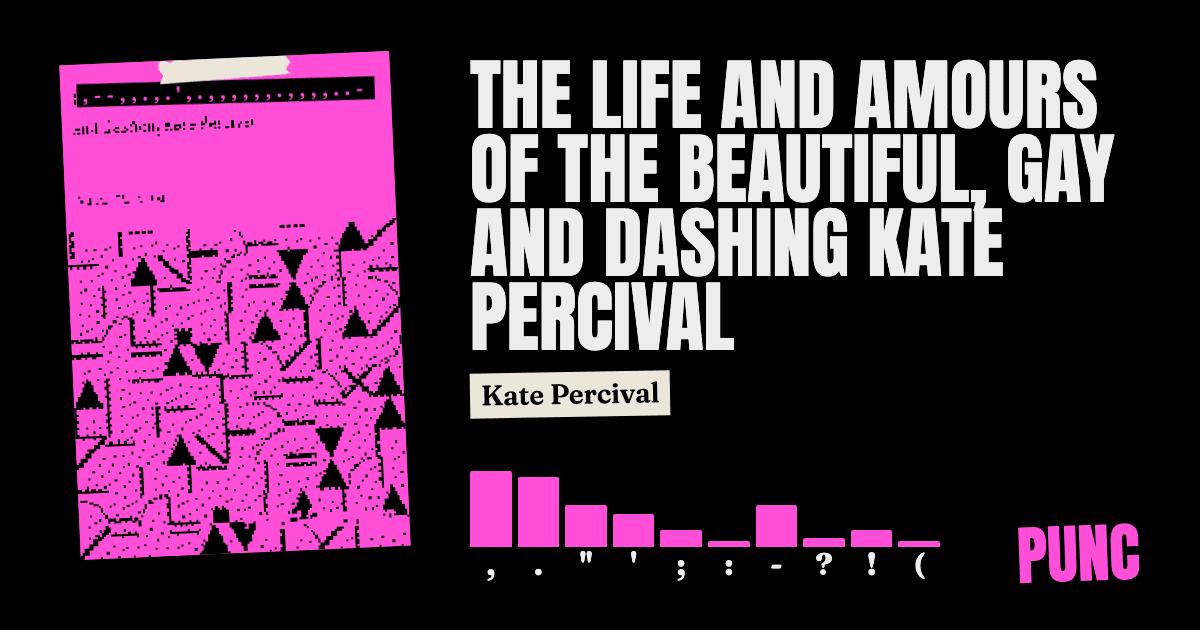 ;,--,,.,.',.,,,,,,.,,,..-
THE LIFE AND AMOURS
OF THE BEAUTIFUL, GAY
AND DASHING KATE
PERCIVAL
Kate Percival
, . " ' ; : - ? ! (
PUNC